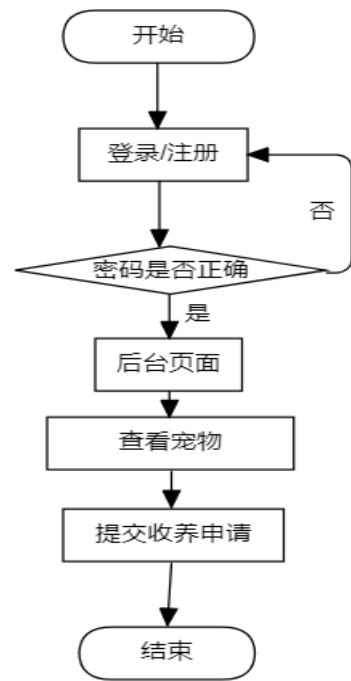 开始
登录/注册
否
密码是否正确
是
后台页面
查看宠物
提交收养申请
结束